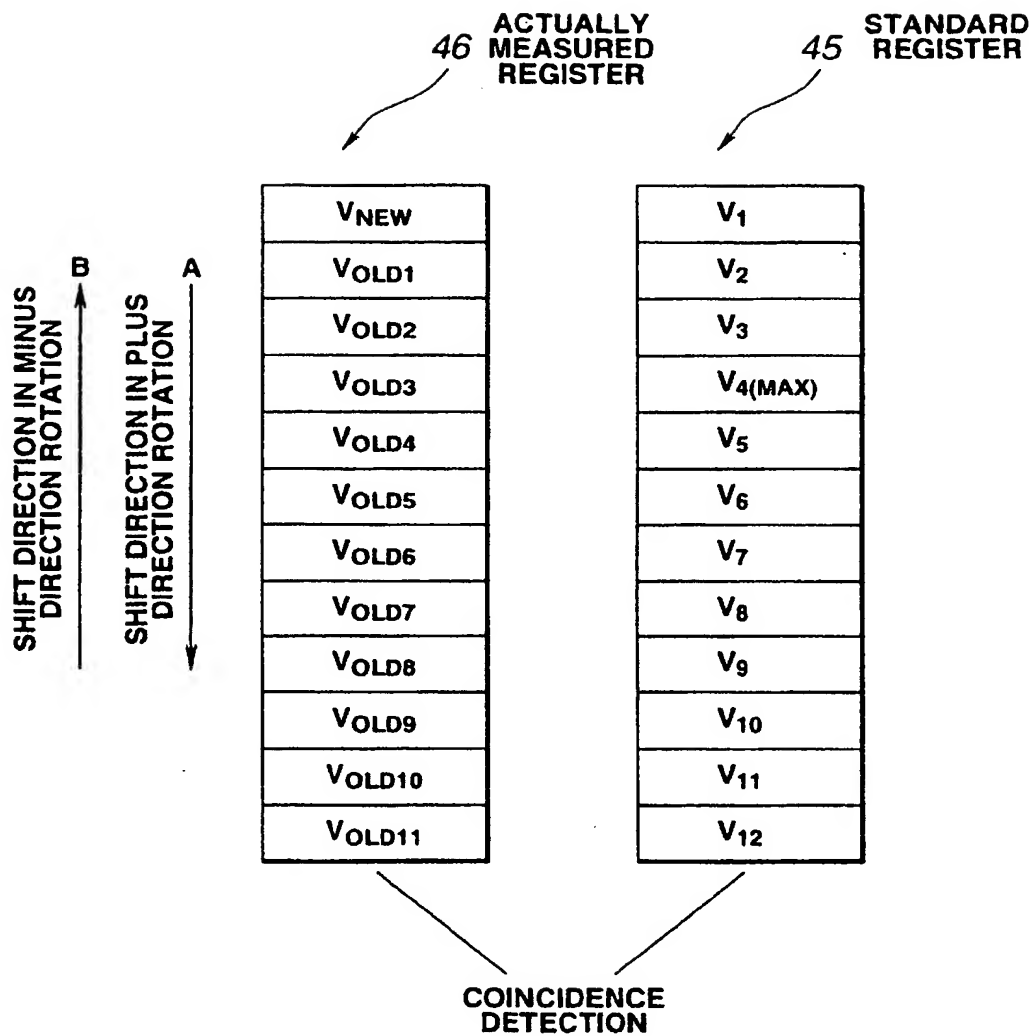 46 ACTUALLY
MEASURED
REGISTER
45 STANDARD
REGISTER
SHIFT DIRECTION IN MINUS
DIRECTION ROTATION
B
SHIFT DIRECTION IN PLUS
DIRECTION ROTATION
A
VNEW
VOLD1
VOLD2
VOLD3
VOLD4
VOLD5
VOLD6
VOLD7
VOLD8
VOLD9
VOLD10
VOLD11
V1
V2
V3
V4(MAX)
V5
V6
V7
V8
V9
V10
V11
V12
COINCIDENCE
DETECTION